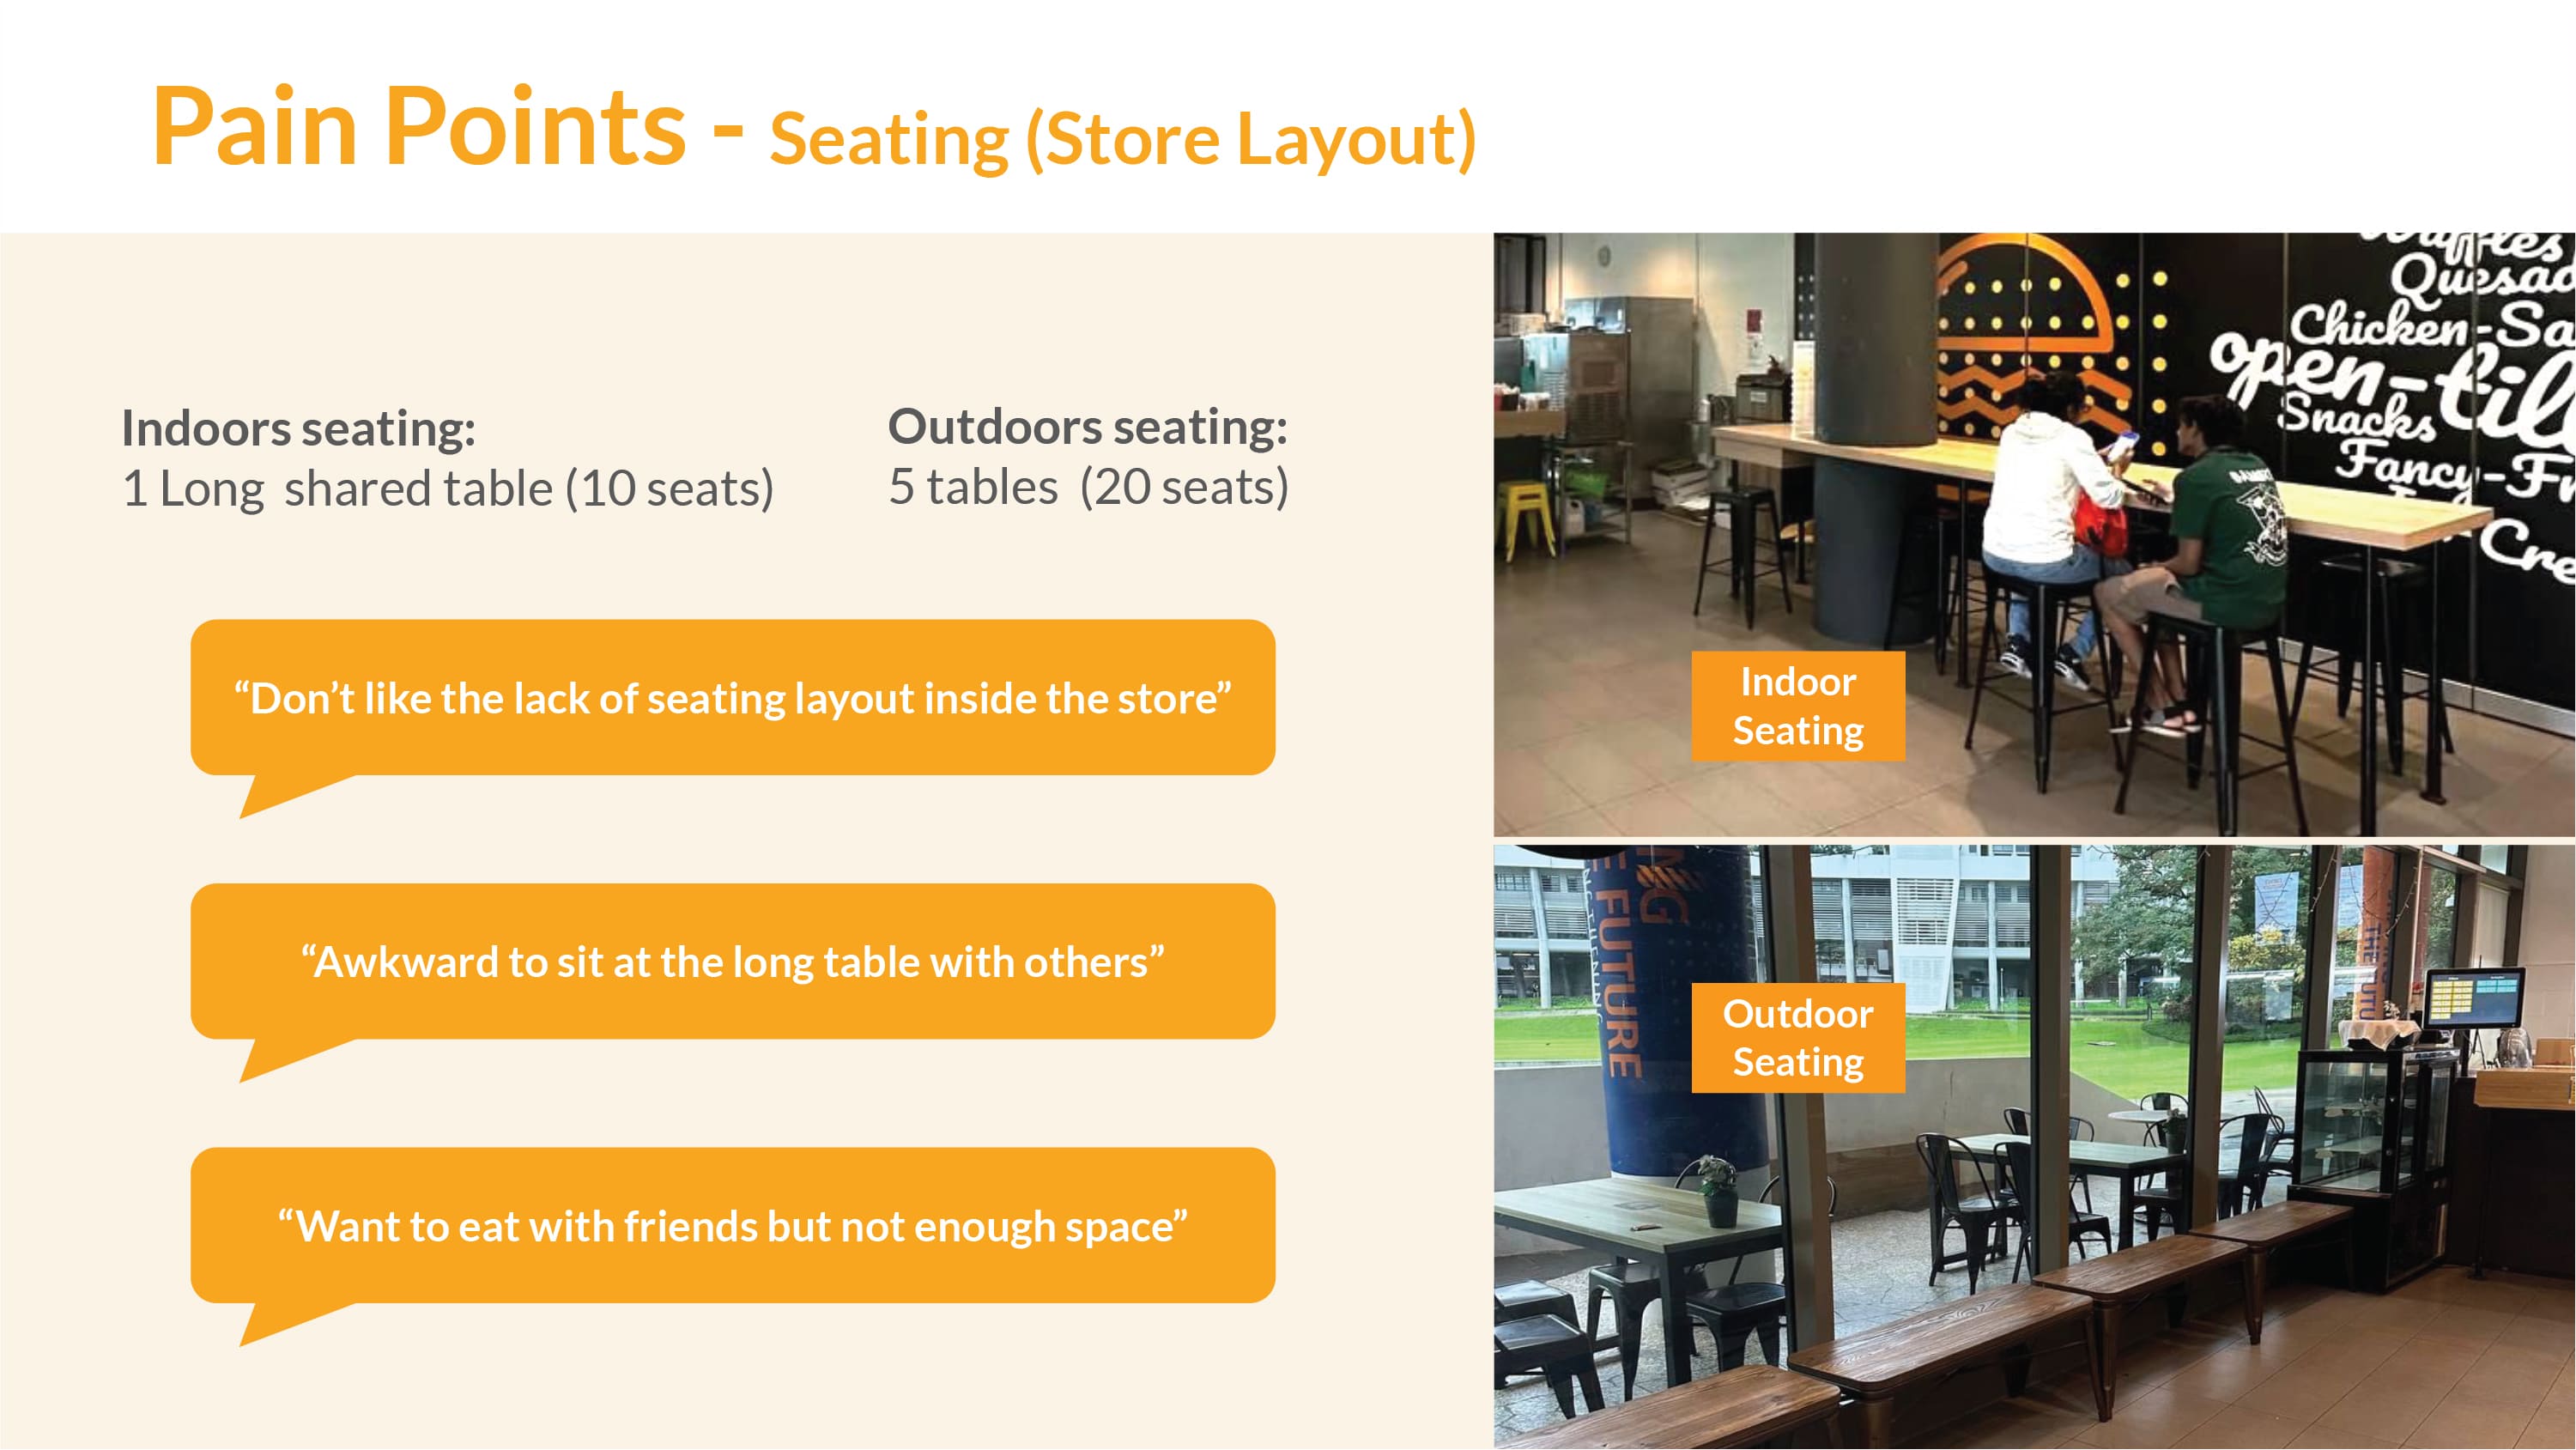 Pain Points - Seating (Store Layout)
Indoors seating:
1 Long shared table (10 seats)
Outdoors seating:
5 tables (20 seats)
“Don’t like the lack of seating layout inside the store”
“Awkward to sit at the long table with others”
“Want to eat with friends but not enough space”
Quesad
Chicken-Sa
open-til
Snacks
Fancy-Fr
Cre
Indoor
Seating
NG
E FUTURE
Outdoor
Seating